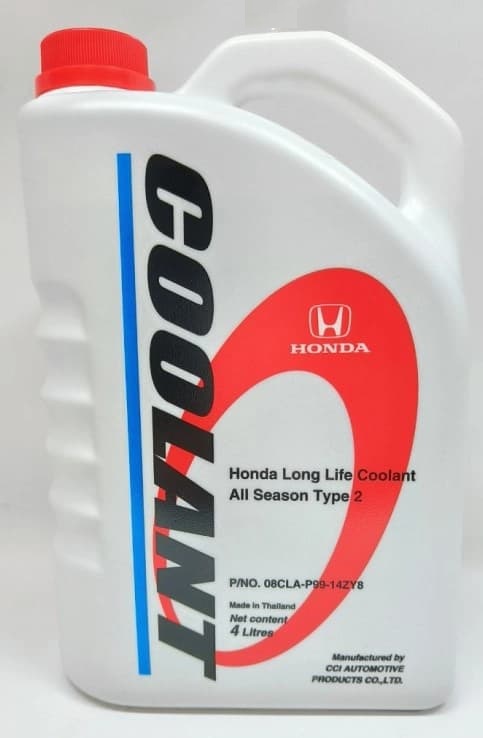 COOLANT
HONDA
Honda Long Life Coolant
All Season Type 2
P/NO. 08CLA-P99-14ZY8
Made in Thailand
Net content
4 Litres
Manufactured by
CCI AUTOMOTIVE
PRODUCTS CO.,LTD.